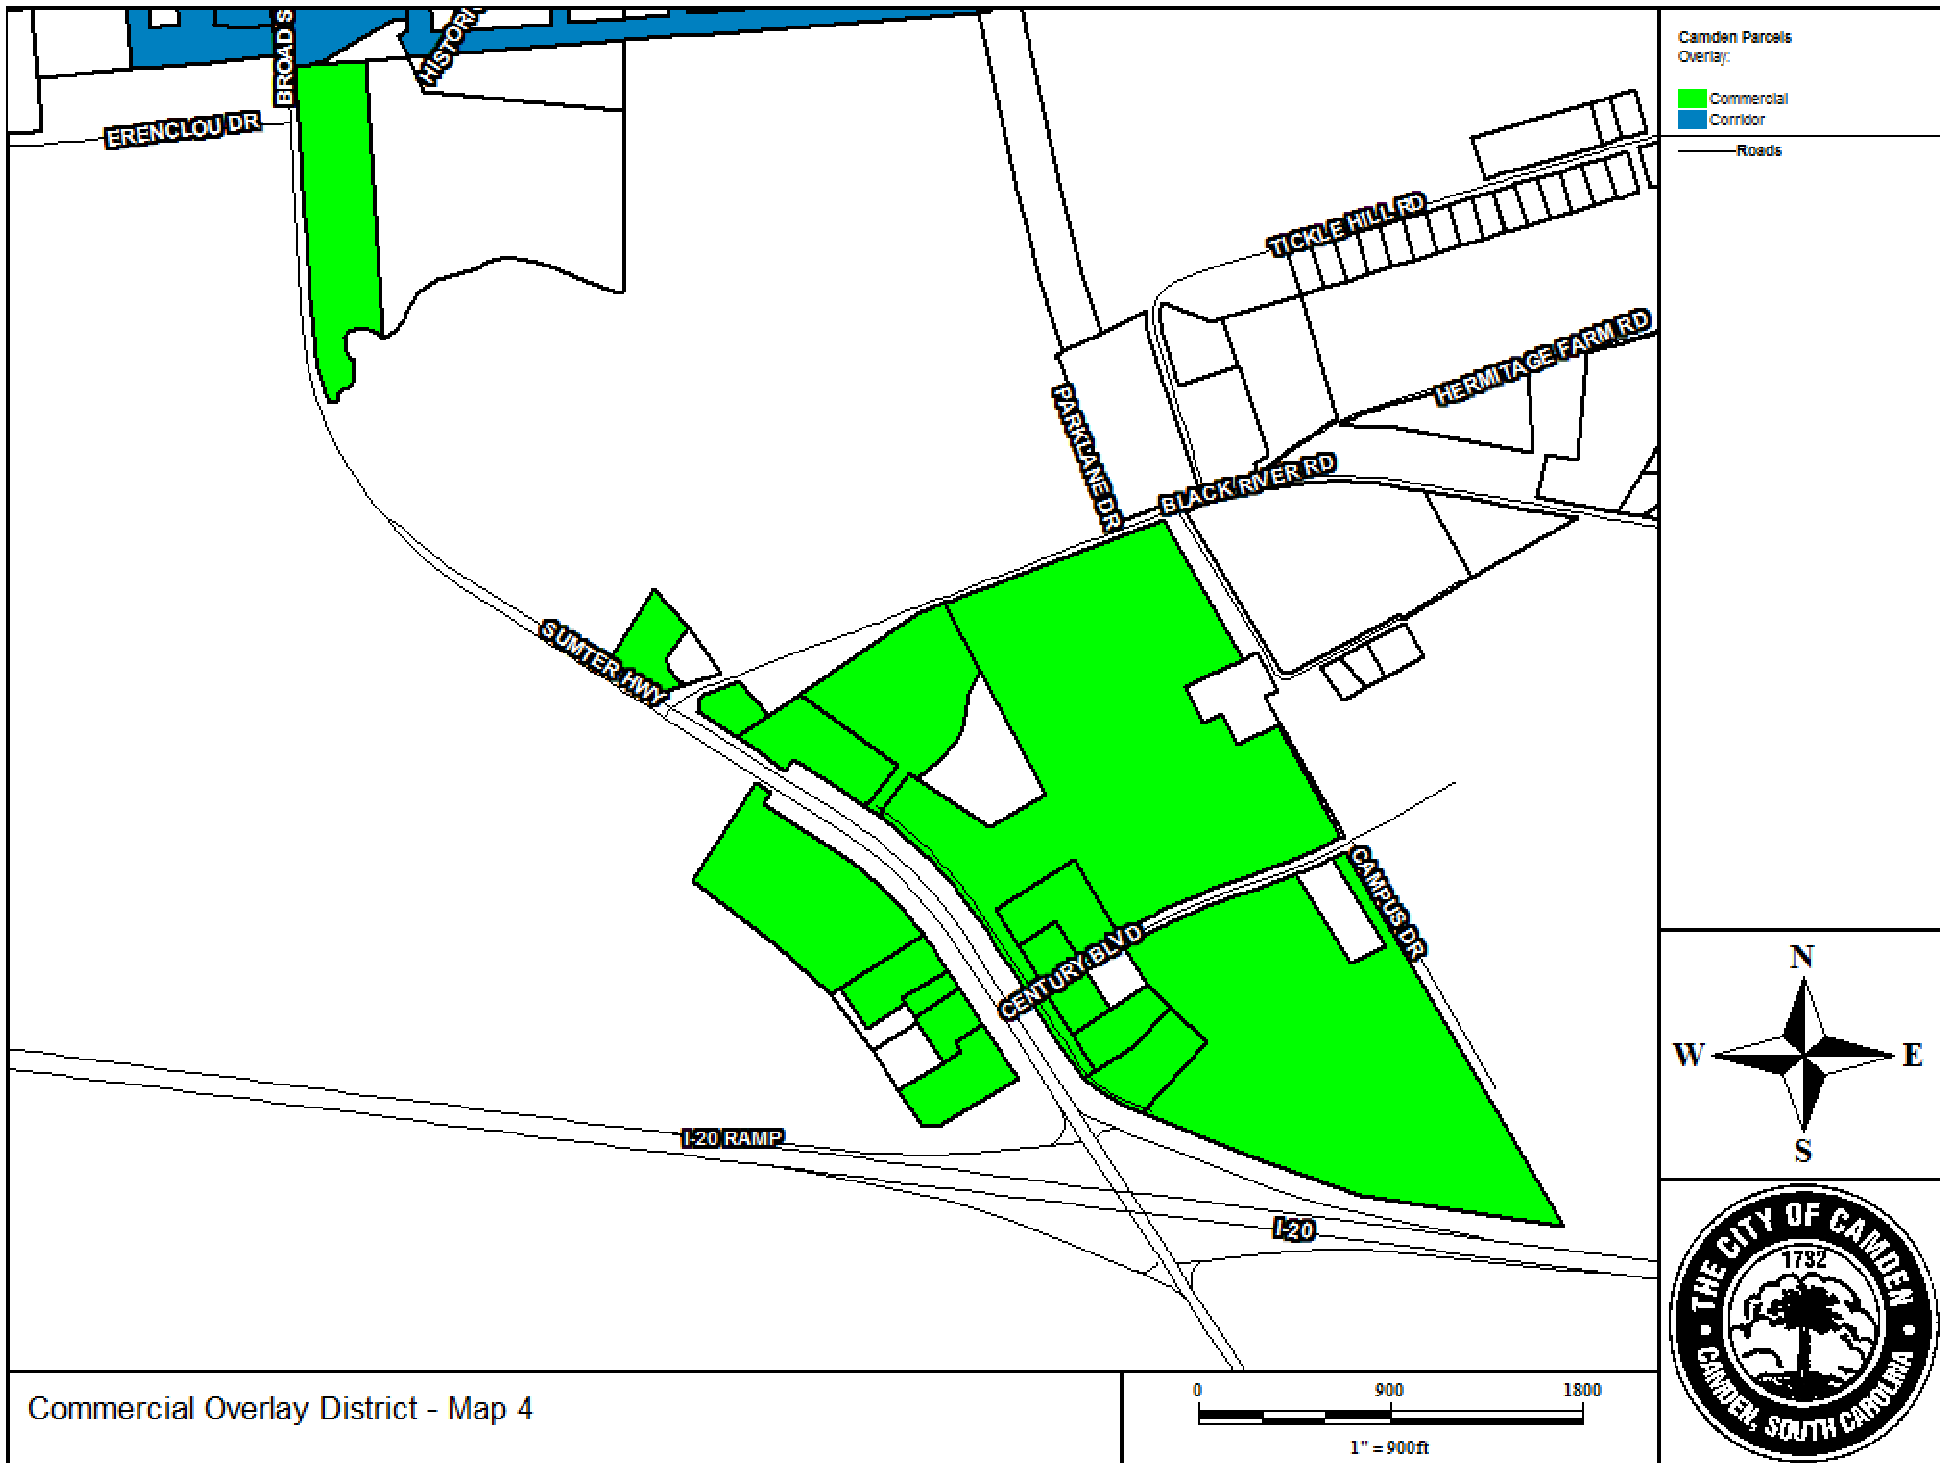 BROAD S
HISTORI
Camden Parcels
Overlay:
Commercial
Corridor
Roads
ERENCLOU DR
TICKLE HILL RD
HERMITAGE FARM RD
PARKLANE DR
BLACK RIVER RD
SUMTER HWY
CAMPUS DR
CENTURY BLVD
I-20 RAMP
I-20
N
W E
S
THE CITY OF CAMDEN
1732
CAMDEN, SOUTH CAROLINA
Commercial Overlay District - Map 4
0 900 1800
1" = 900ft